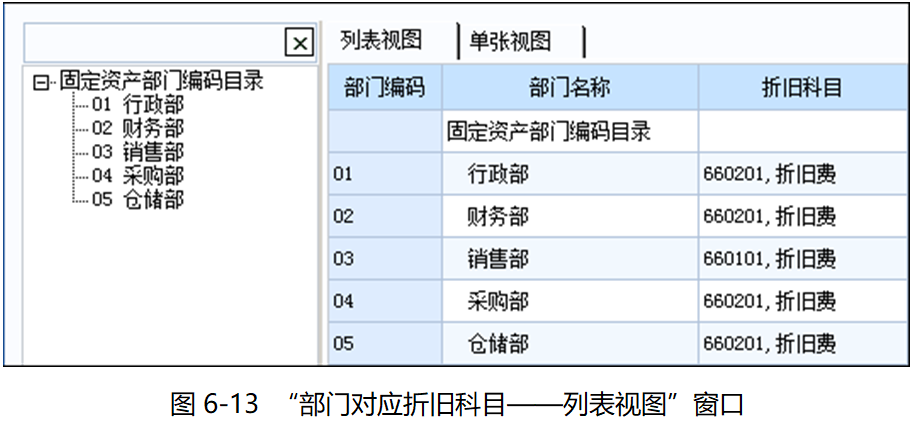 固定资产部门编码目录
01 行政部
02 财务部
03 销售部
04 采购部
05 仓储部
列表视图 单张视图
部门编码 部门名称 折旧科目
固定资产部门编码目录
01 行政部 660201,折旧费
02 财务部 660201,折旧费
03 销售部 660101,折旧费
04 采购部 660201,折旧费
05 仓储部 660201,折旧费
图 6-13 “部门对应折旧科目——列表视图”窗口